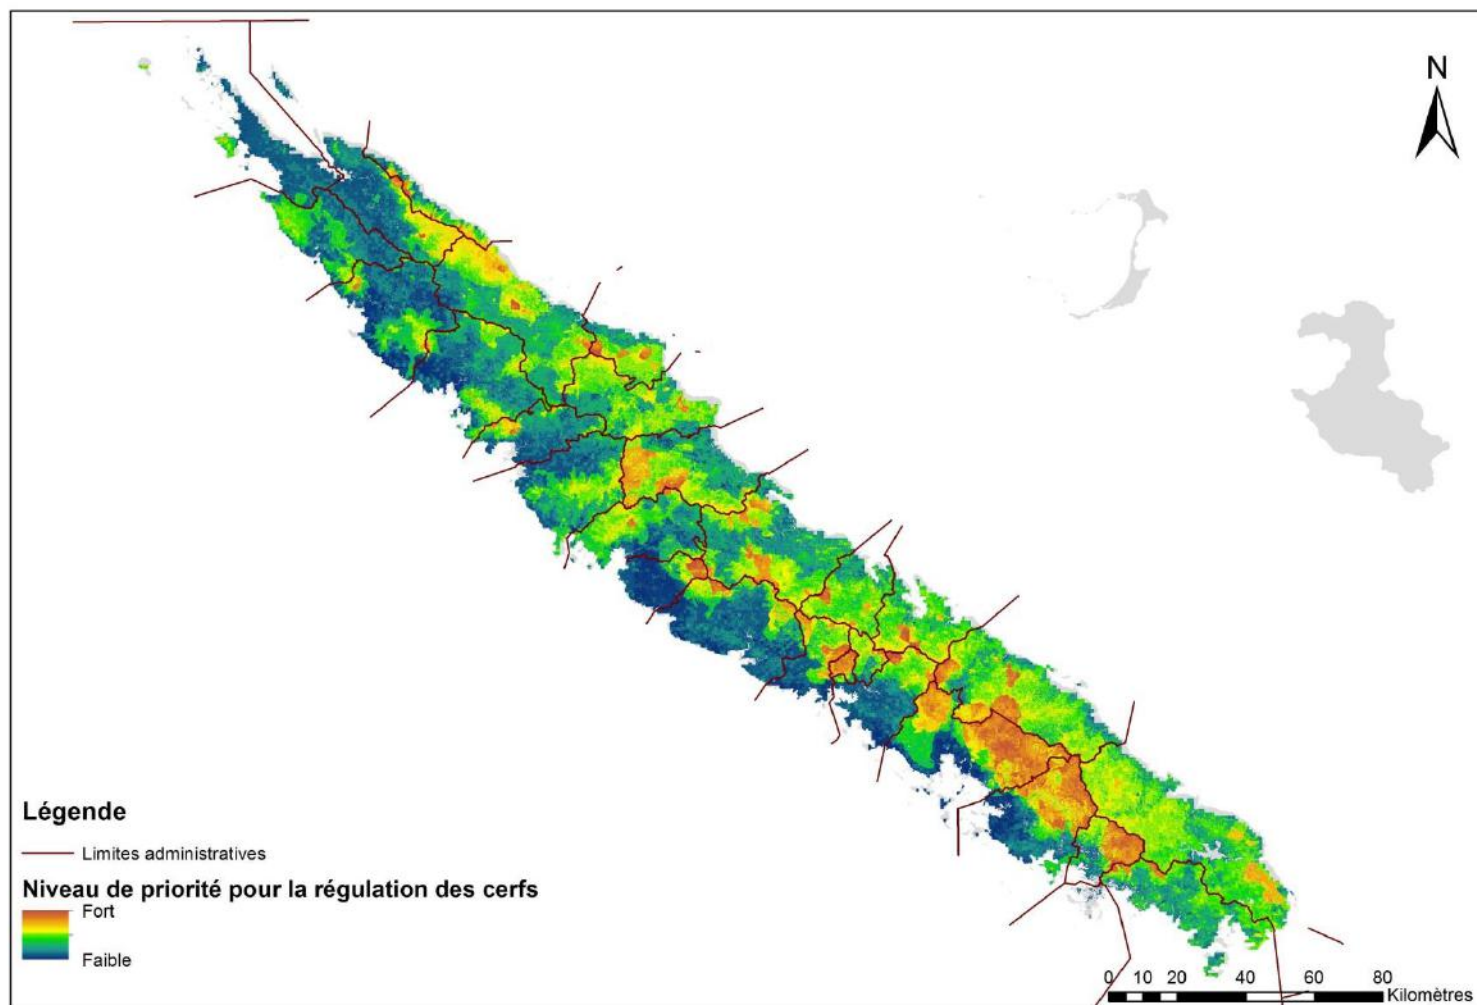 N
Légende
Limites administratives
Niveau de priorité pour la régulation des cerfs
Fort
Faible
0 10 20 40 60 80
Kilomètres